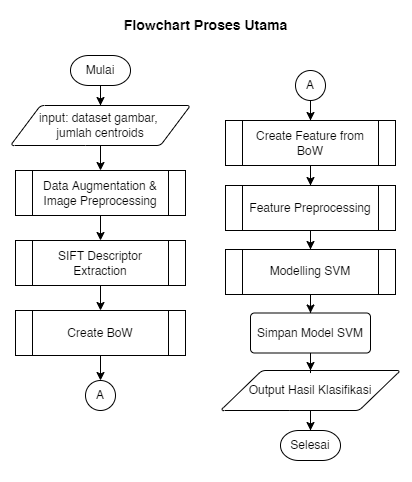 Flowchart Proses Utama
Mulai
input: dataset gambar,
jumlah centroids
Data Augmentation &
Image Preprocessing
SIFT Descriptor
Extraction
Create BoW
A
A
Create Feature from
BoW
Feature Preprocessing
Modelling SVM
Simpan Model SVM
Output Hasil Klasifikasi
Selesai